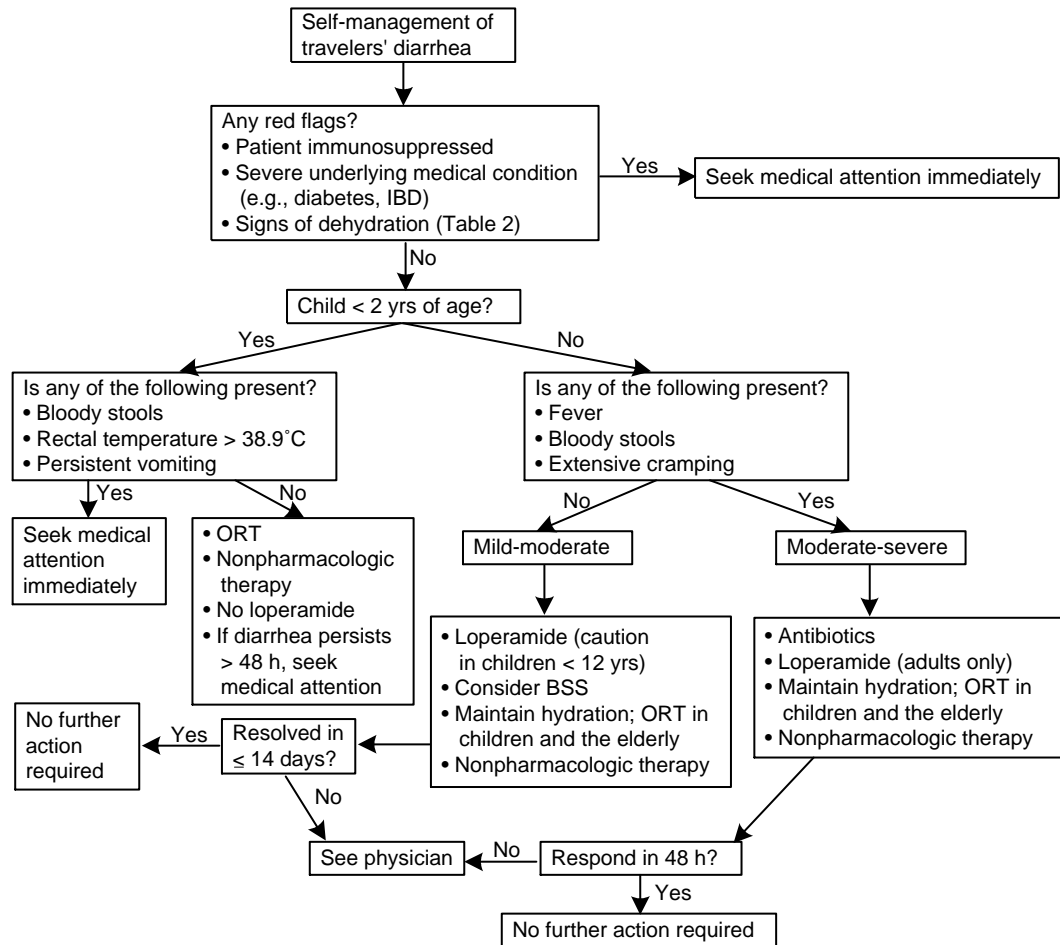 Self-management of
travelers' diarrhea
Any red flags?
• Patient immunosuppressed
• Severe underlying medical condition
(e.g., diabetes, IBD)
• Signs of dehydration (Table 2)
Yes
Seek medical attention immediately
No
Child < 2 yrs of age?
Yes
No
Is any of the following present?
• Bloody stools
• Rectal temperature > 38.9˚C
• Persistent vomiting
Is any of the following present?
• Fever
• Bloody stools
• Extensive cramping
Yes
No
No
Yes
Seek medical
attention
immediately
• ORT
• Nonpharmacologic
therapy
• No loperamide
• If diarrhea persists
> 48 h, seek
medical attention
Mild-moderate
Moderate-severe
• Loperamide (caution
in children < 12 yrs)
• Consider BSS
• Maintain hydration; ORT in
children and the elderly
• Nonpharmacologic therapy
• Antibiotics
• Loperamide (adults only)
• Maintain hydration; ORT in
children and the elderly
• Nonpharmacologic therapy
No further
action
required
Yes
Resolved in
≤ 14 days?
No
See physician
No
Respond in 48 h?
Yes
No further action required